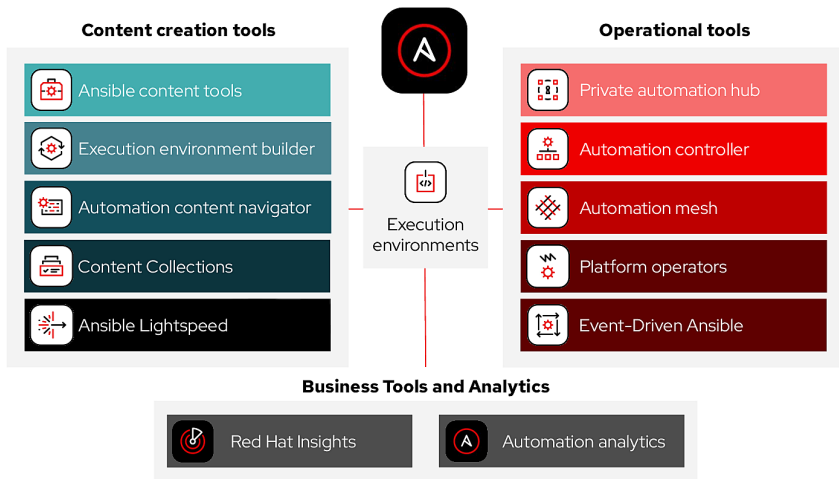 Content creation tools
Ansible content tools
Execution environment builder
Automation content navigator
Content Collections
Ansible Lightspeed
Execution
environments
Operational tools
Private automation hub
Automation controller
Automation mesh
Platform operators
Event-Driven Ansible
Business Tools and Analytics
Red Hat Insights
Automation analytics